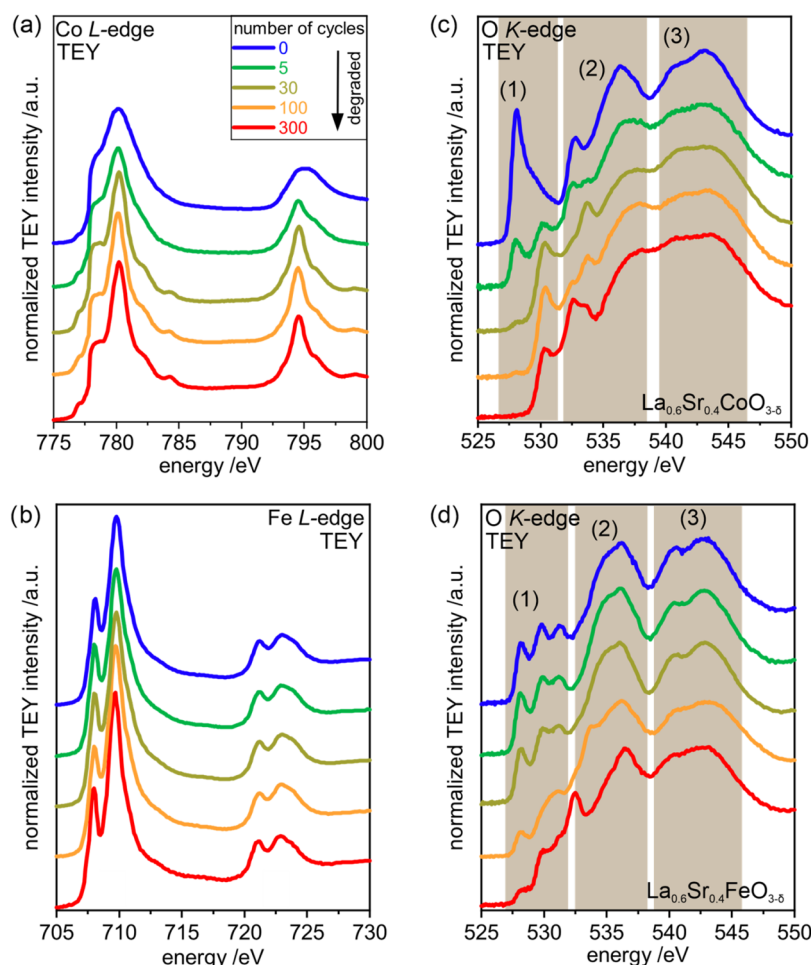 (a)
Co L-edge
TEY
number of cycles
0
5
30
100
300
degraded
normalized TEY intensity /a.u.
775 780 785 790 795 800
energy /eV
(c)
O K-edge
TEY
(1)
(2)
(3)
La0.6Sr0.4CoO3-δ
normalized TEY intensity /a.u.
525 530 535 540 545 550
energy /eV
(b)
Fe L-edge
TEY
normalized TEY intensity /a.u.
705 710 715 720 725 730
energy /eV
(d)
O K-edge
TEY
(1)
(2)
(3)
La0.6Sr0.4FeO3-δ
normalized TEY intensity /a.u.
525 530 535 540 545 550
energy /eV